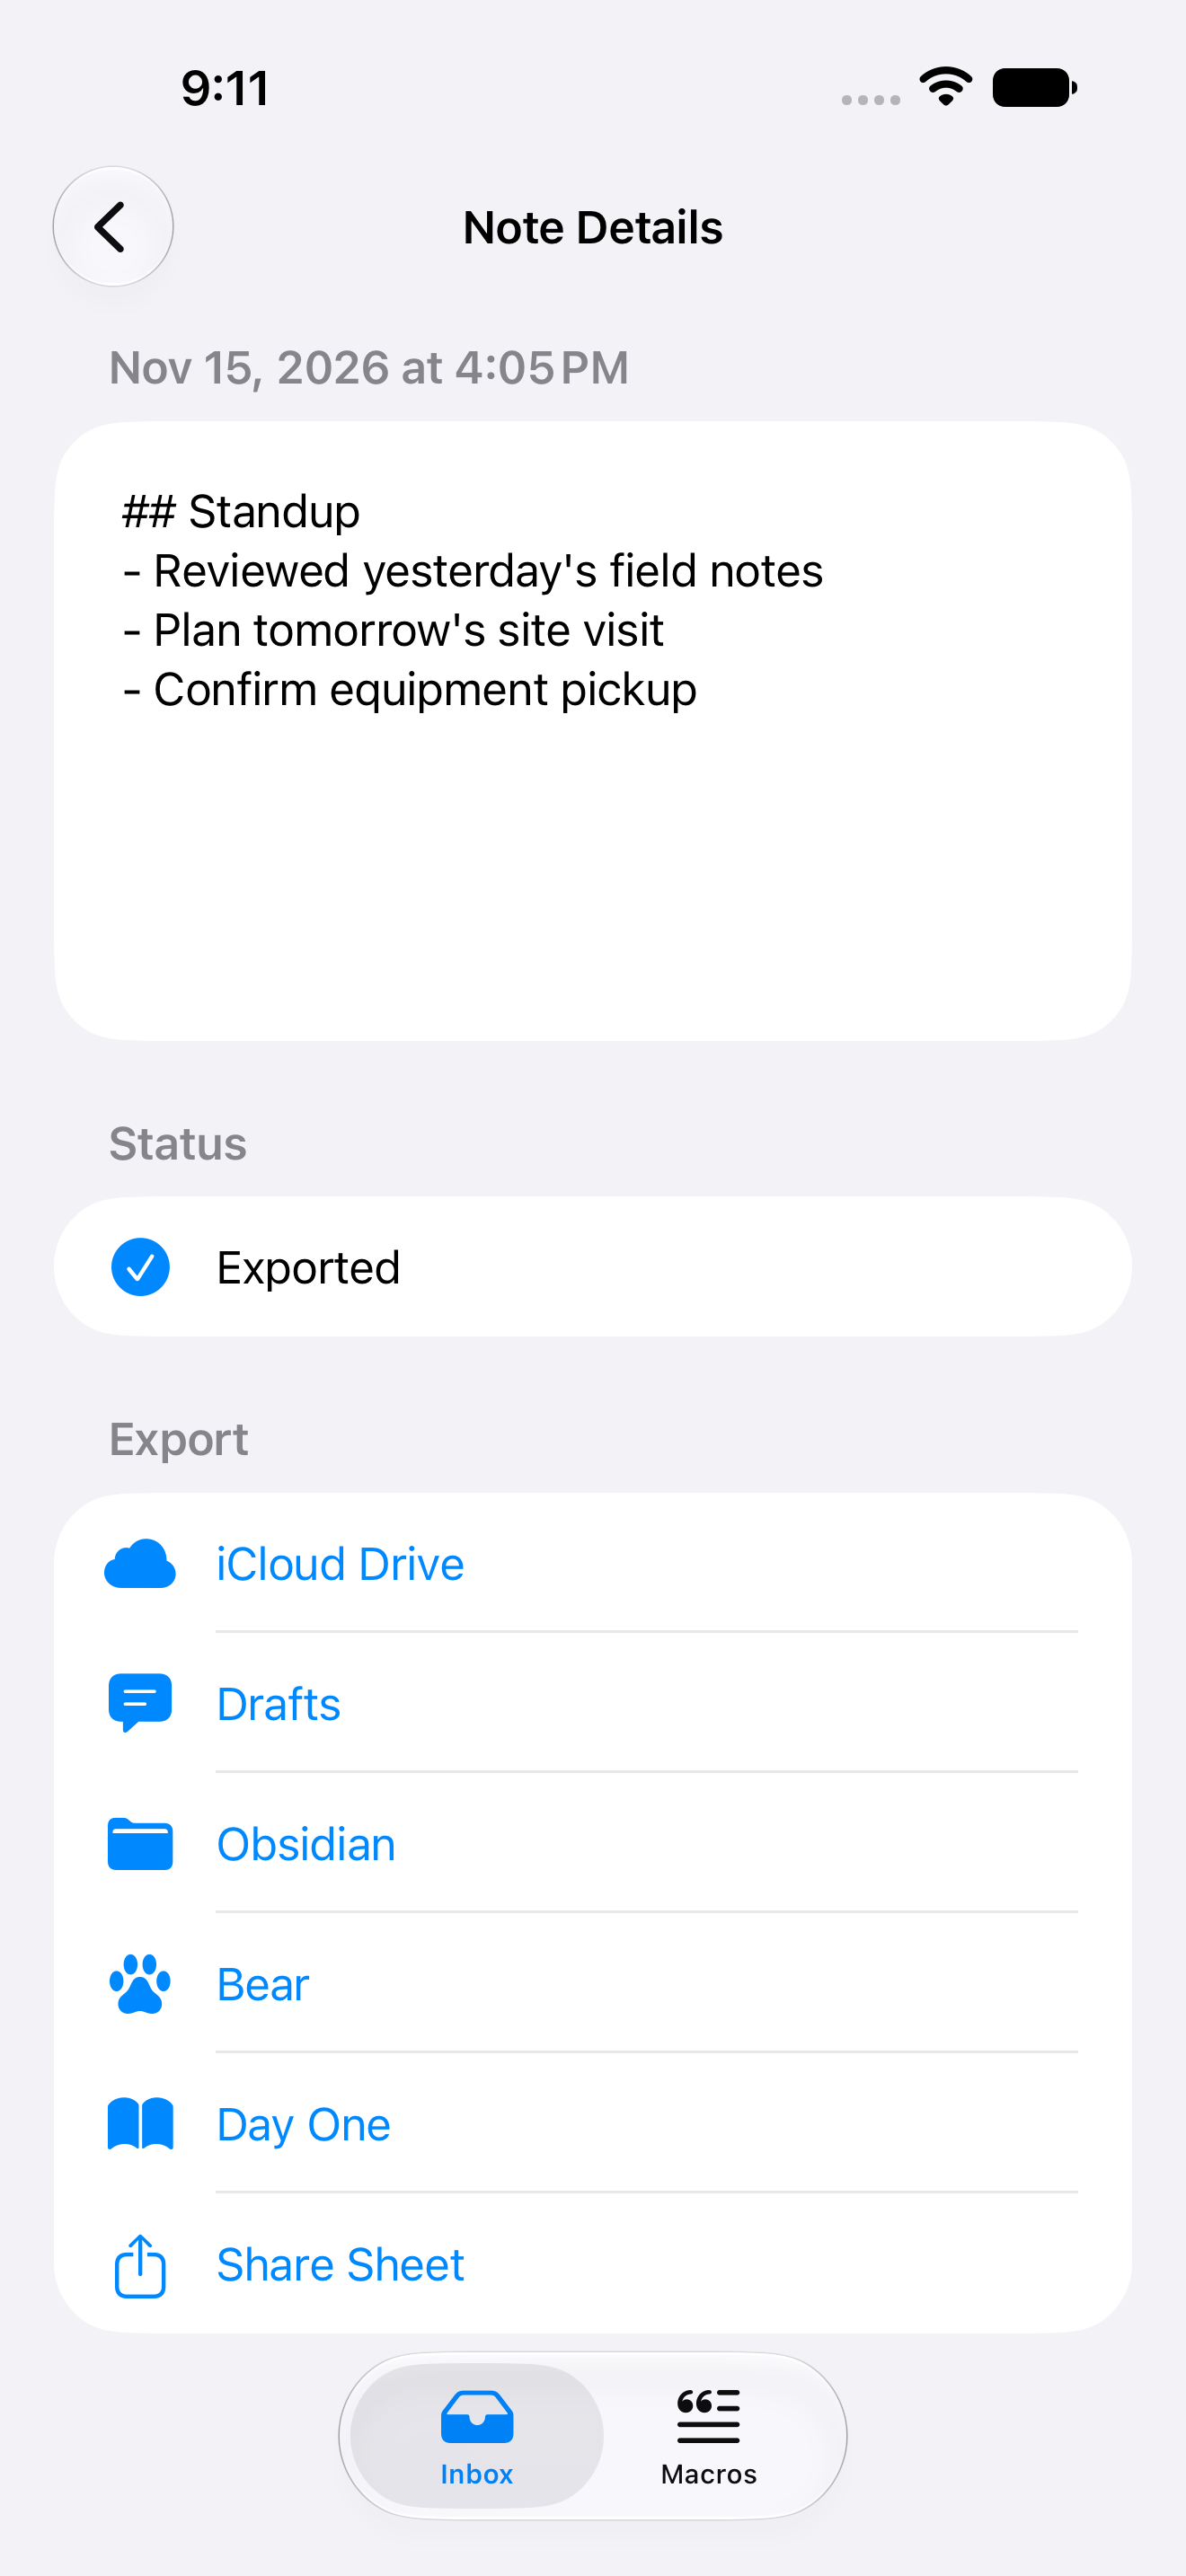 9:11
Note Details
Nov 15, 2026 at 4:05 PM
## Standup
- Reviewed yesterday's field notes
- Plan tomorrow's site visit
- Confirm equipment pickup
Status
Exported
Export
iCloud Drive
Drafts
Obsidian
Bear
Day One
Share Sheet
Inbox
Macros